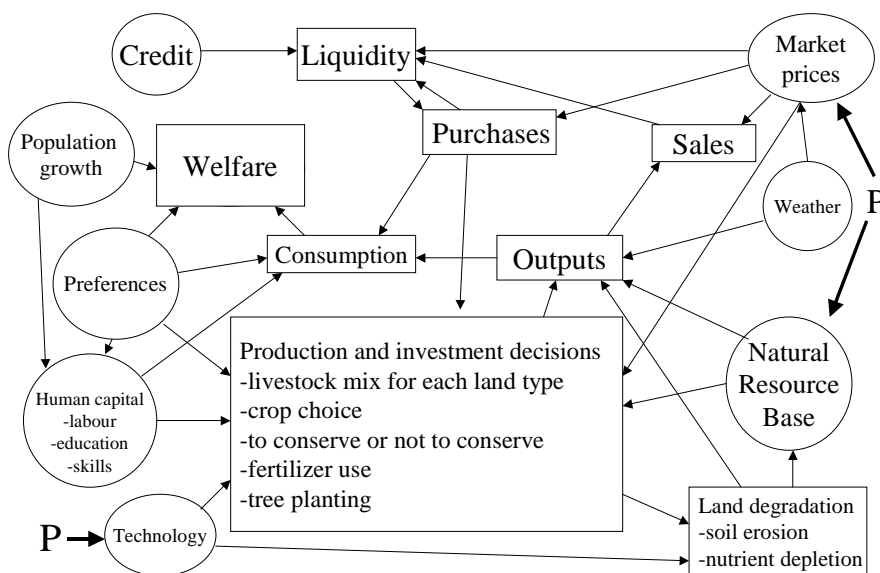 Credit
Liquidity
Market
prices
Purchases
Sales
Population
growth
Welfare
P
Weather
Consumption
Outputs
Preferences
Production and investment decisions
-livestock mix for each land type
-crop choice
-to conserve or not to conserve
-fertilizer use
-tree planting
Natural
Resource
Base
Human capital
-labour
-education
-skills
Land degradation
-soil erosion
-nutrient depletion
P
Technology